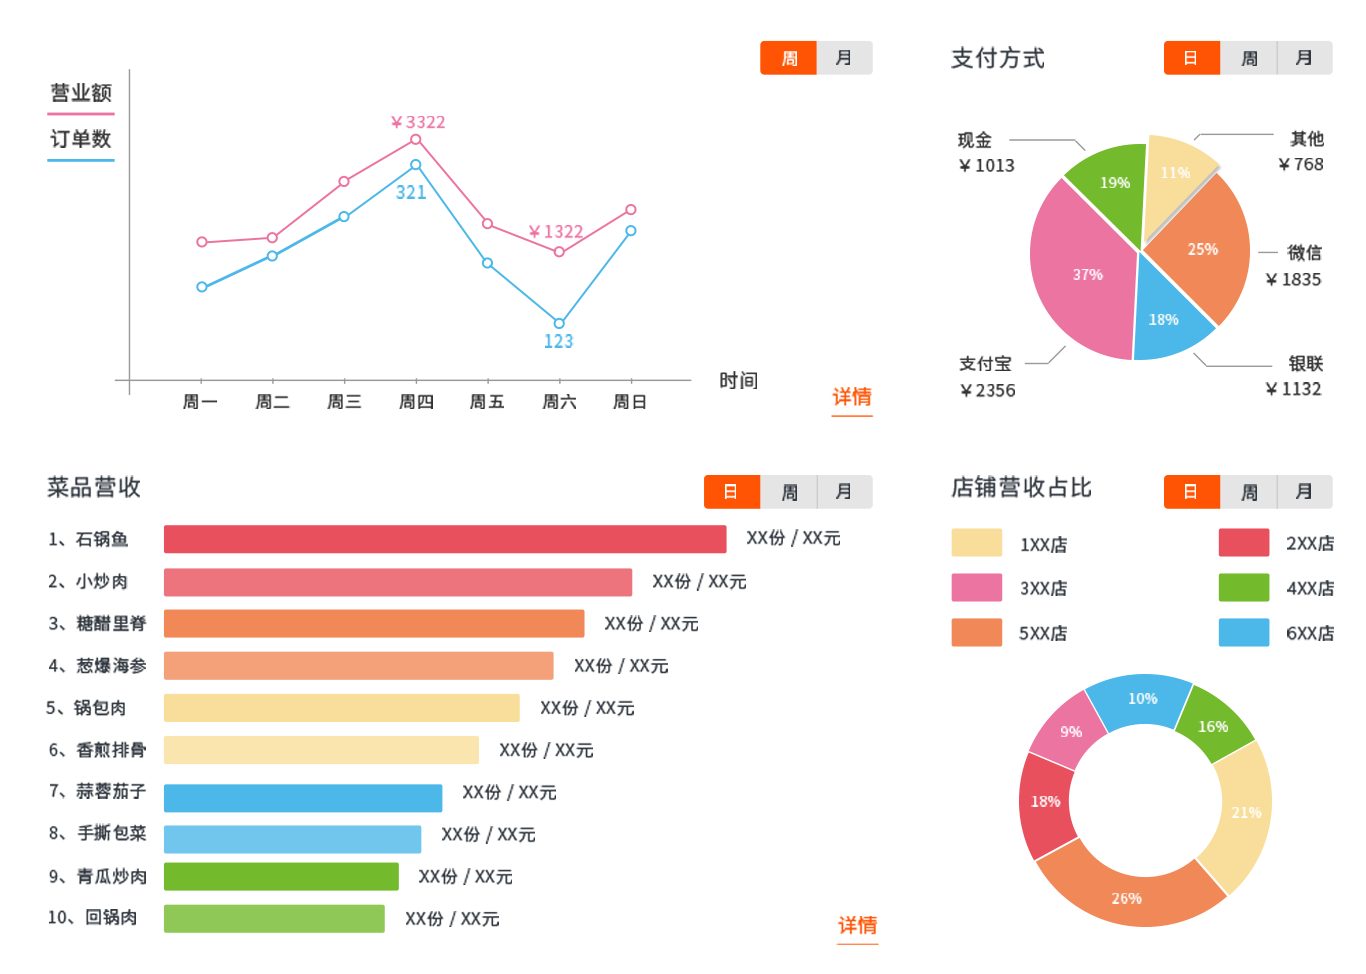 营业额
订单数
周 月
¥3322
321
¥1322
123
周一 周二 周三 周四 周五 周六 周日
时间
详情
支付方式
日 周 月
现金
¥1013
其他
¥768
微信
¥1835
银联
¥1132
支付宝
¥2356
19%
11%
25%
37%
18%
菜品营收
日 周 月
1、石锅鱼 XX份 / XX元
2、小炒肉 XX份 / XX元
3、糖醋里脊 XX份 / XX元
4、葱爆海参 XX份 / XX元
5、锅包肉 XX份 / XX元
6、香煎排骨 XX份 / XX元
7、蒜蓉茄子 XX份 / XX元
8、手撕包菜 XX份 / XX元
9、青瓜炒肉 XX份 / XX元
10、回锅肉 XX份 / XX元
详情
店铺营收占比
日 周 月
1XX店 2XX店
3XX店 4XX店
5XX店 6XX店
10%
16%
9%
18%
21%
26%